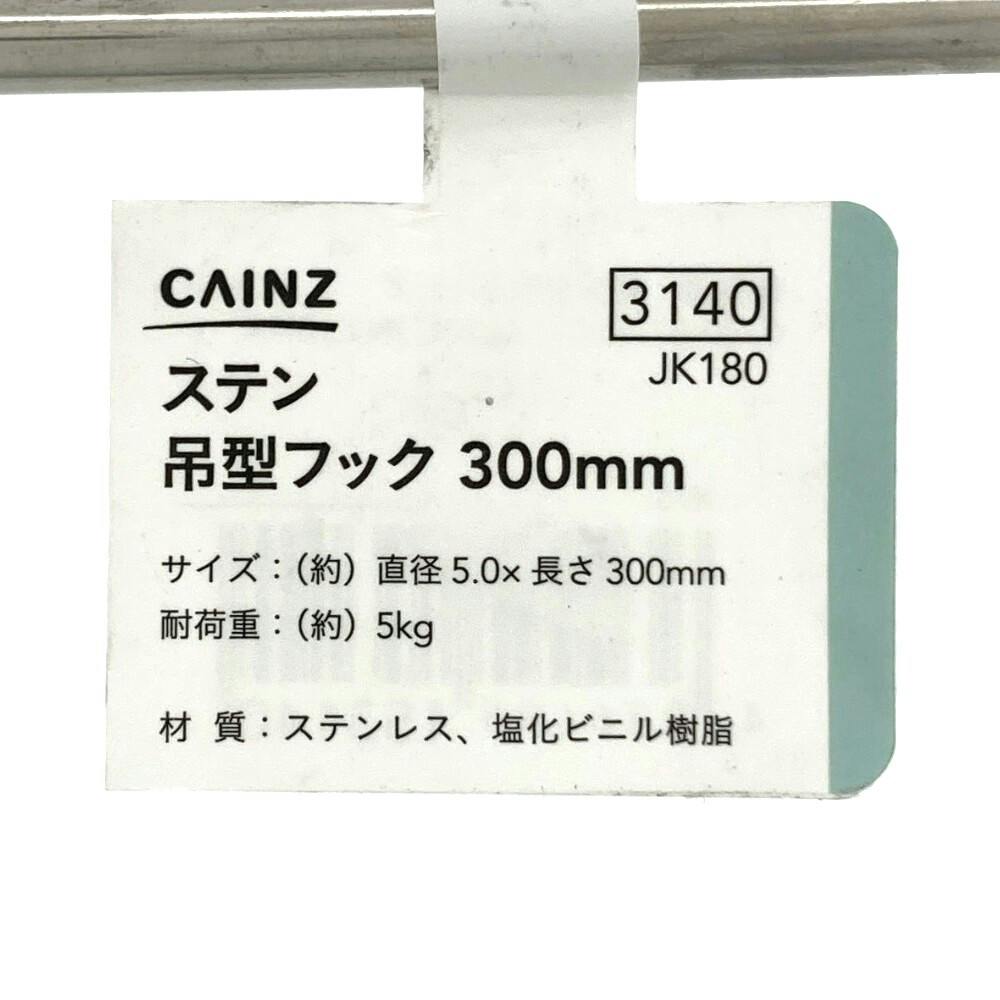 CAINZ
3140
JK180
ステン
吊型フック 300mm
サイズ：（約）直径 5.0× 長さ 300mm
耐荷重：（約）5kg
材 質：ステンレス、塩化ビニル樹脂